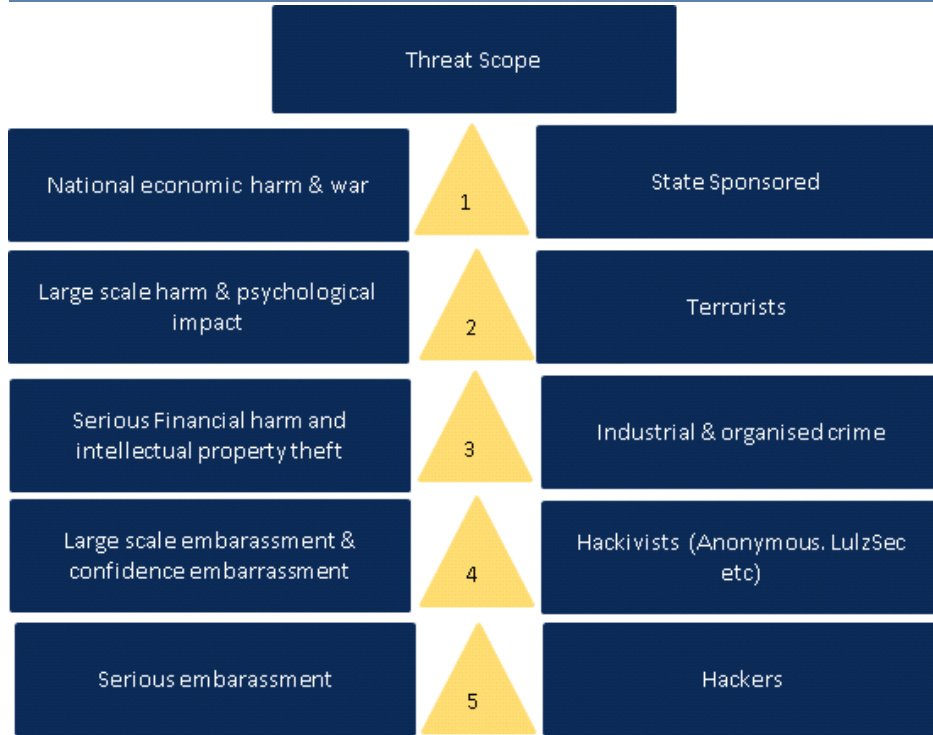 Threat Scope
National economic harm & war
1
State Sponsored
Large scale harm & psychological
impact
2
Terrorists
Serious Financial harm and
intellectual property theft
3
Industrial & organised crime
Large scale embarassment &
confidence embarrassment
4
Hackivists (Anonymous. LulzSec
etc)
Serious embarassment
5
Hackers